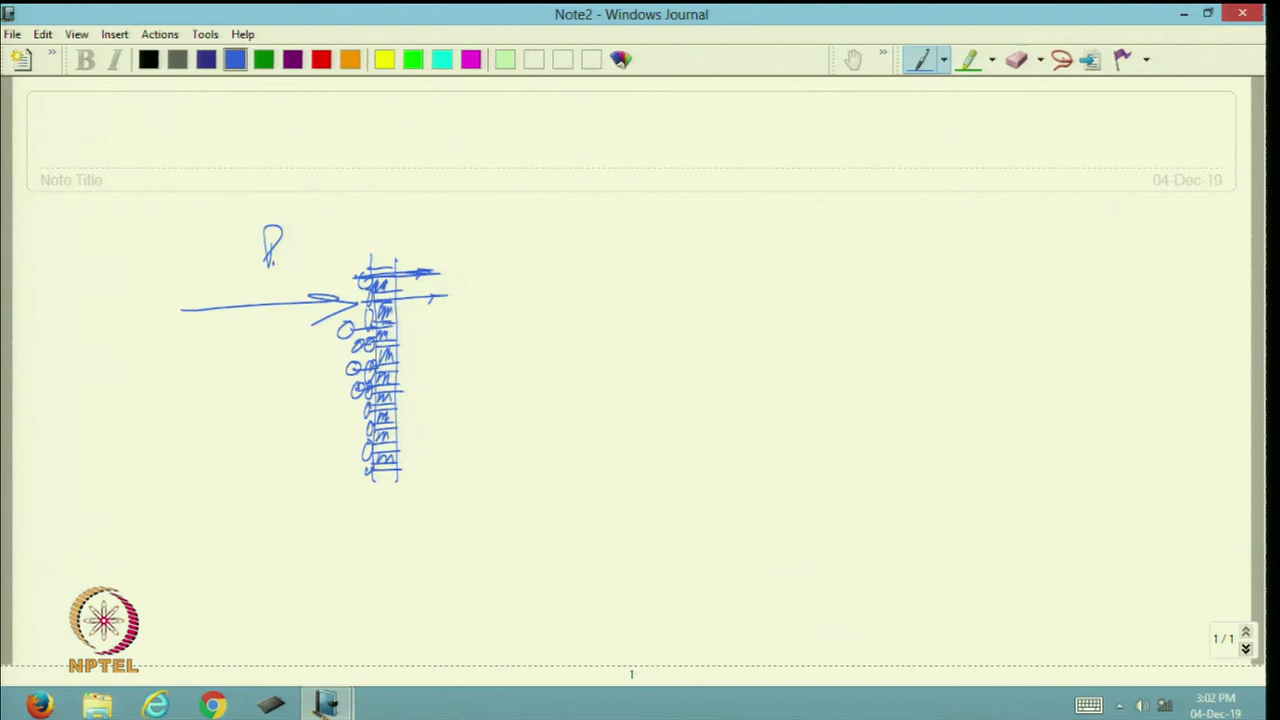 Note2 - Windows Journal
File Edit View Insert Actions Tools Help
B I
Note Title
04-Dec-19
P
NPTEL
1 / 1
1
3:02 PM
04-Dec-19